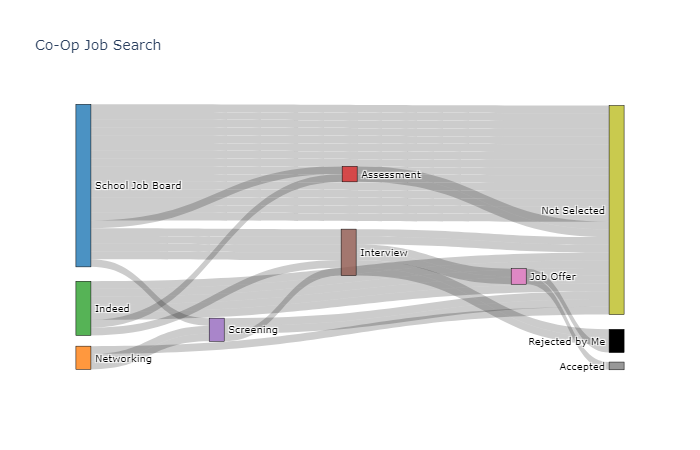 Co-Op Job Search
School Job Board
Assessment
Not Selected
Interview
Job Offer
Indeed
Screening
Rejected by Me
Networking
Accepted